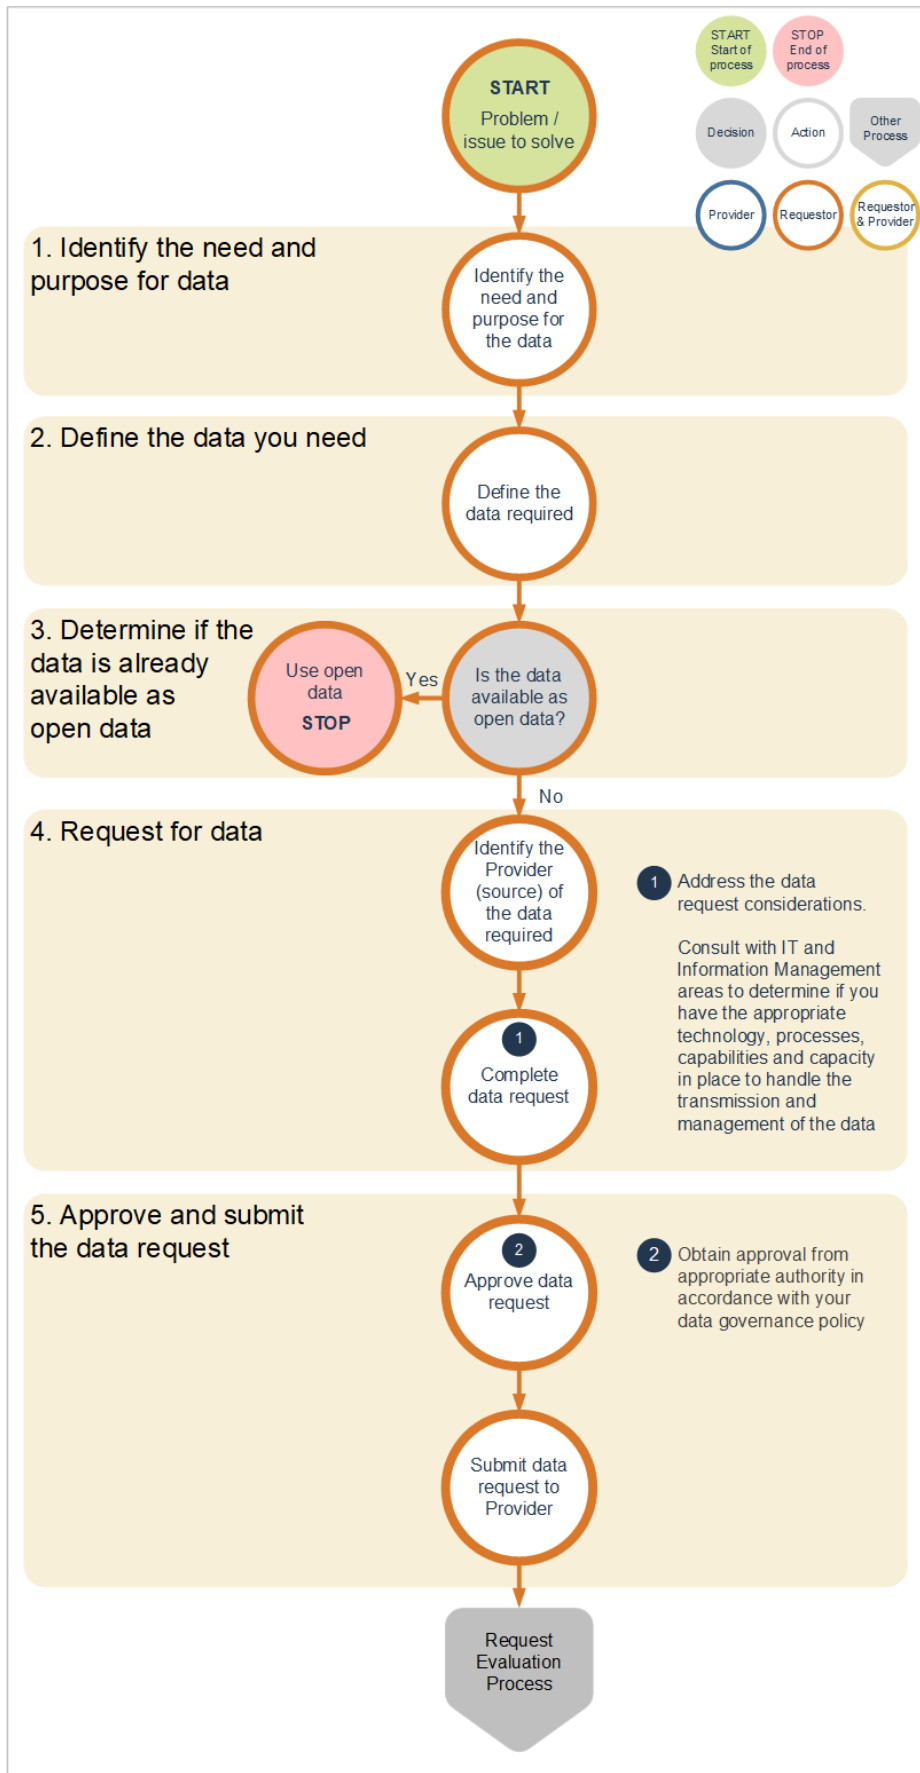 START
Problem /
issue to solve
START
Start of
process
STOP
End of
process
Decision
Action
Other
Process
Provider
Requestor
Requestor
& Provider
1. Identify the need and
purpose for data
Identify the
need and
purpose for
the data
2. Define the data you need
Define the
data required
3. Determine if the
data is already
available as
open data
Use open
data
STOP
Yes
Is the data
available as
open data?
No
4. Request for data
Identify the
Provider
(source) of
the data
required
1
Complete
data request
1
Address the data
request considerations.
Consult with IT and
Information Management
areas to determine if you
have the appropriate
technology, processes,
capabilities and capacity
in place to handle the
transmission and
management of the data
5. Approve and submit
the data request
2
Approve data
request
2
Obtain approval from
appropriate authority in
accordance with your
data governance policy
Submit data
request to
Provider
Request
Evaluation
Process